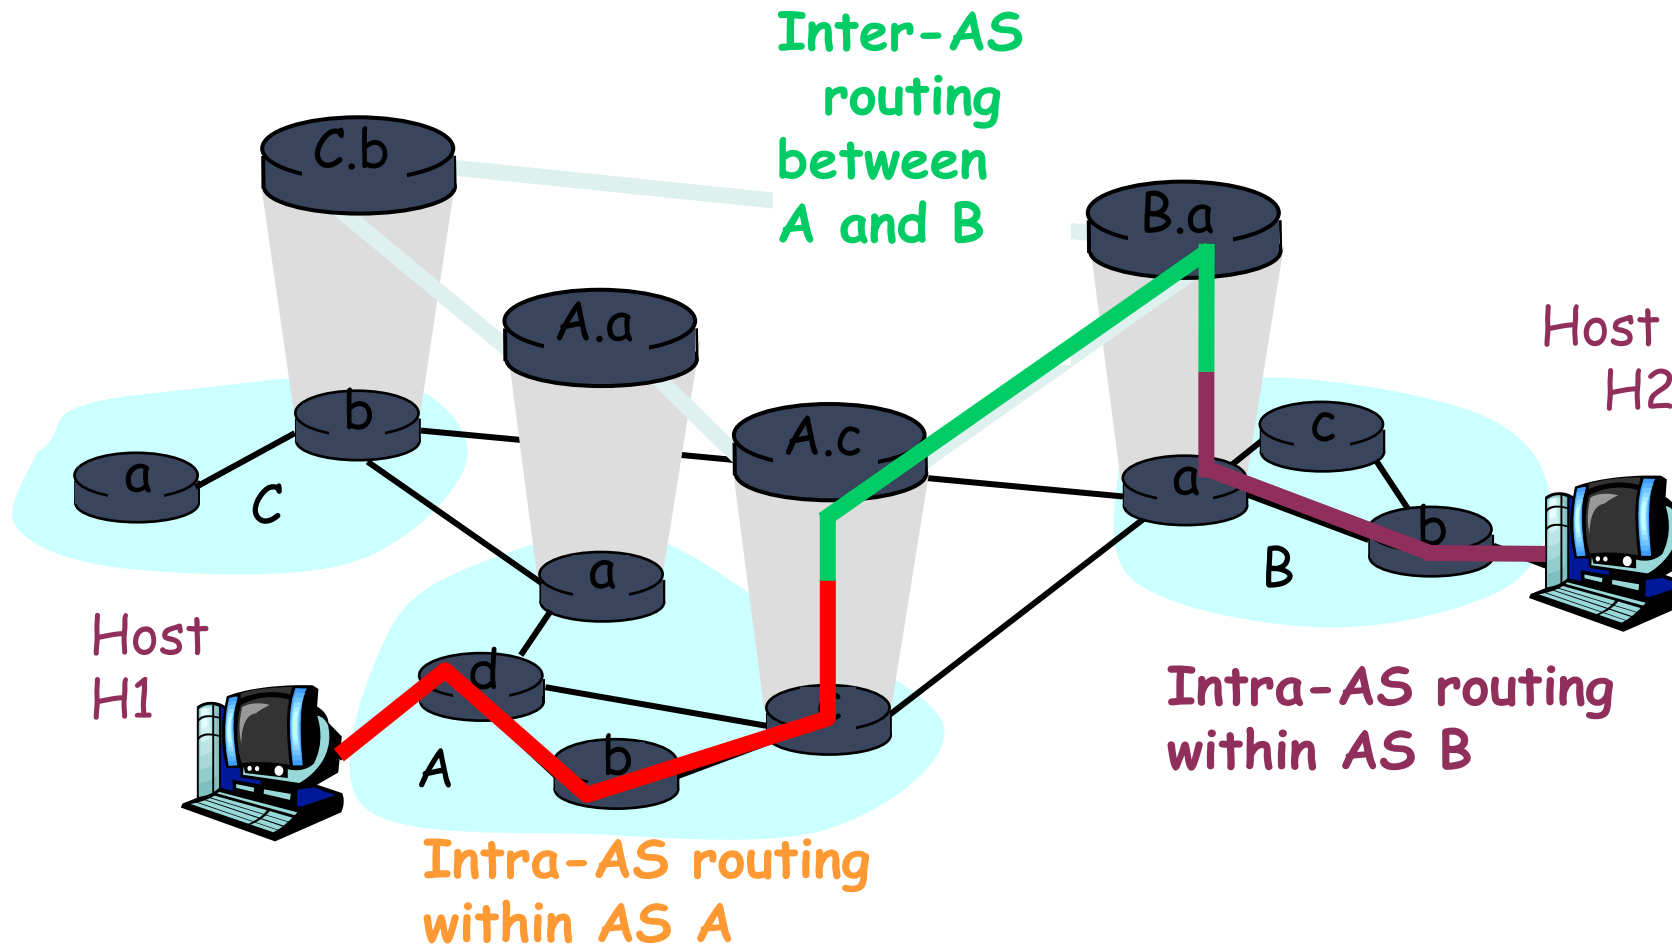 Inter-AS
routing
between
A and B
C.b
B.a
A.a
Host
H2
b
A.c
c
a
C
a
b
a
B
Host
H1
d
c
A
b
Intra-AS routing
within AS B
Intra-AS routing
within AS A